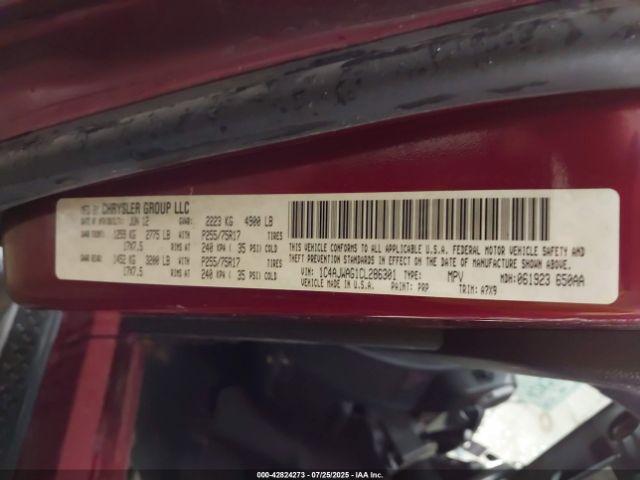 MFD BY CHRYSLER GROUP LLC
DATE OF MFR JUN 12 GVWR: 2223 KG 4900 LB
GAWR FRONT: 1259 KG 2775 LB WITH P255/75R17 TIRES
17X7.5 RIMS AT 240 KPA ( 35 PSI) COLD
GAWR REAR: 1452 KG 3200 LB WITH P255/75R17 TIRES
17X7.5 RIMS AT 240 KPA ( 35 PSI) COLD
THIS VEHICLE CONFORMS TO ALL APPLICABLE U.S.A. FEDERAL MOTOR VEHICLE SAFETY, BUMPER, AND
THEFT PREVENTION STANDARDS IN EFFECT ON THE DATE OF MANUFACTURE SHOWN ABOVE.
VIN: 1C4AJWAG1CL286301 TYPE: MPV MDH: 061923 650AA
VEHICLE MADE IN U.S.A. PAINT: PRP TRIM: A7X9
000-42824273 - 07/25/2025 - IAA Inc.